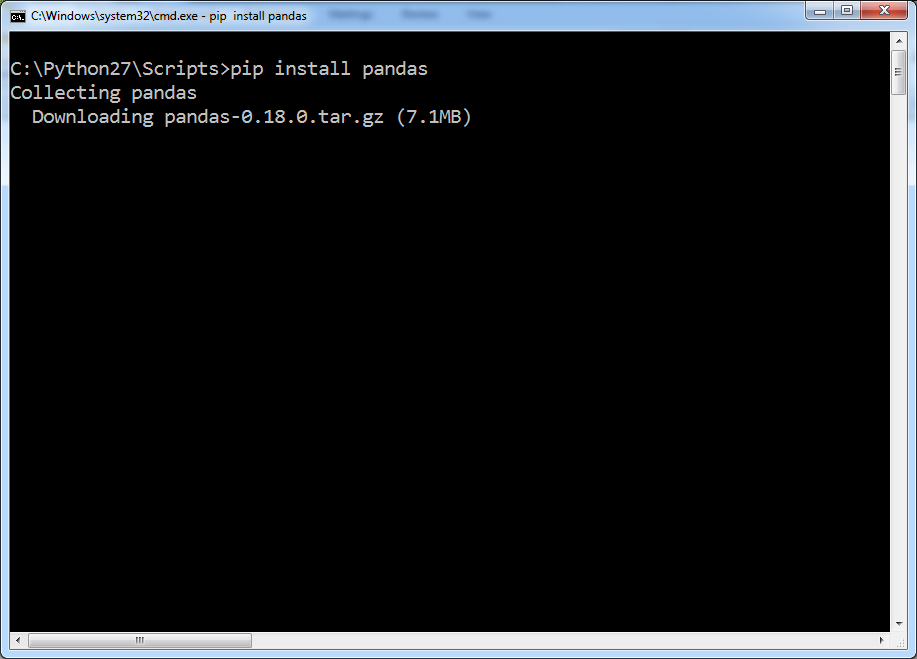 C:\Windows\system32\cmd.exe - pip  install pandas
C:\Python27\Scripts>pip install pandas
Collecting pandas
  Downloading pandas-0.18.0.tar.gz (7.1MB)